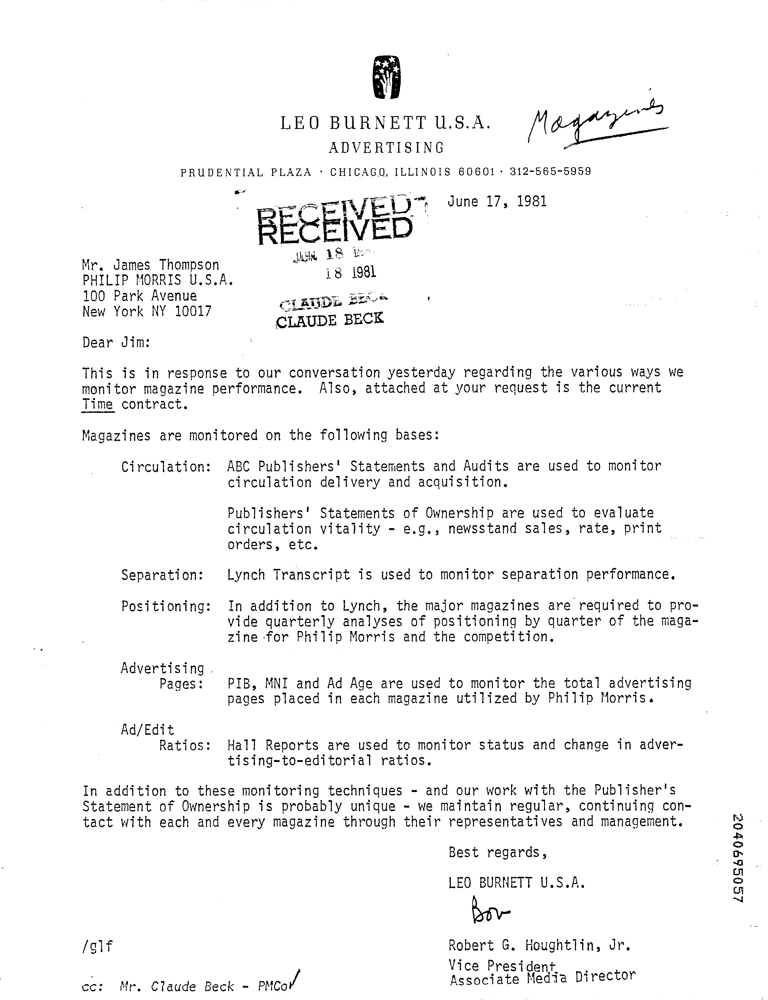 LEO BURNETT U.S.A.
Magazines
ADVERTISING
PRUDENTIAL PLAZA · CHICAGO, ILLINOIS 60601 · 312-565-5959
June 17, 1981
RECEIVED
RECEIVED
JUN 18
18 1981
CLAUDE BECK
CLAUDE BECK
Mr. James Thompson
PHILIP MORRIS U.S.A.
100 Park Avenue
New York NY 10017
Dear Jim:
This is in response to our conversation yesterday regarding the various ways we
monitor magazine performance. Also, attached at your request is the current
Time contract.
Magazines are monitored on the following bases:
Circulation: ABC Publishers' Statements and Audits are used to monitor
circulation delivery and acquisition.
Publishers' Statements of Ownership are used to evaluate
circulation vitality - e.g., newsstand sales, rate, print
orders, etc.
Separation: Lynch Transcript is used to monitor separation performance.
Positioning: In addition to Lynch, the major magazines are required to pro-
vide quarterly analyses of positioning by quarter of the maga-
zine for Philip Morris and the competition.
Advertising
Pages: PIB, MNI and Ad Age are used to monitor the total advertising
pages placed in each magazine utilized by Philip Morris.
Ad/Edit
Ratios: Hall Reports are used to monitor status and change in adver-
tising-to-editorial ratios.
In addition to these monitoring techniques - and our work with the Publisher's
Statement of Ownership is probably unique - we maintain regular, continuing con-
tact with each and every magazine through their representatives and management.
Best regards,
LEO BURNETT U.S.A.
Bob
/glf
Robert G. Houghtlin, Jr.
Vice President
Associate Media Director
cc: Mr. Claude Beck - PMCo
2040695057